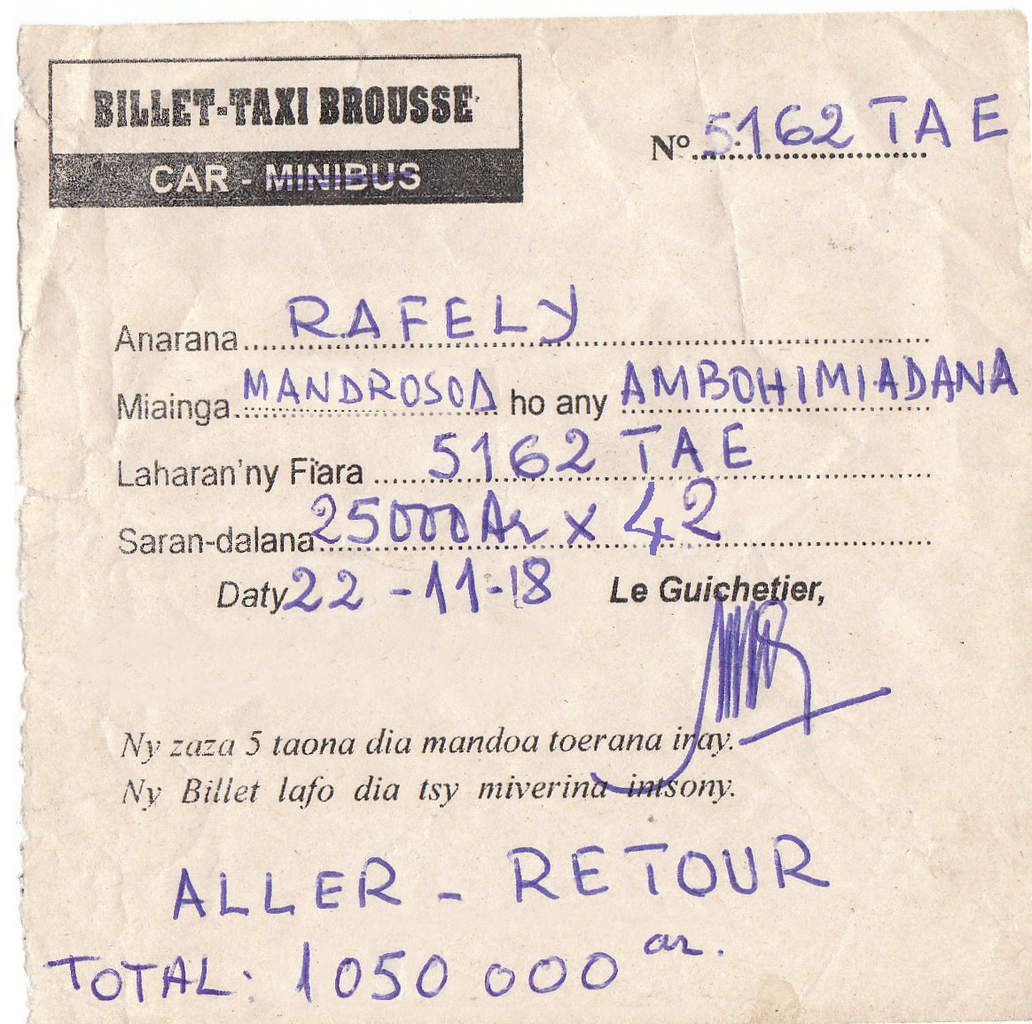 BILLET-TAXI BROUSSE
CAR - MINIBUS
N° 5162 TAE
Anarana RAFELY
Miainga MANDROSOA ho any AMBOHIMIADANA
Laharan'ny Fiara 5162 TAE
Saran-dalana 25000Ar x 42
Daty 22-11-18 Le Guichetier,
Ny zaza 5 taona dia mandoa toerana iray.
Ny Billet lafo dia tsy miverina intsony.
ALLER - RETOUR
TOTAL: 1050 000 ar.